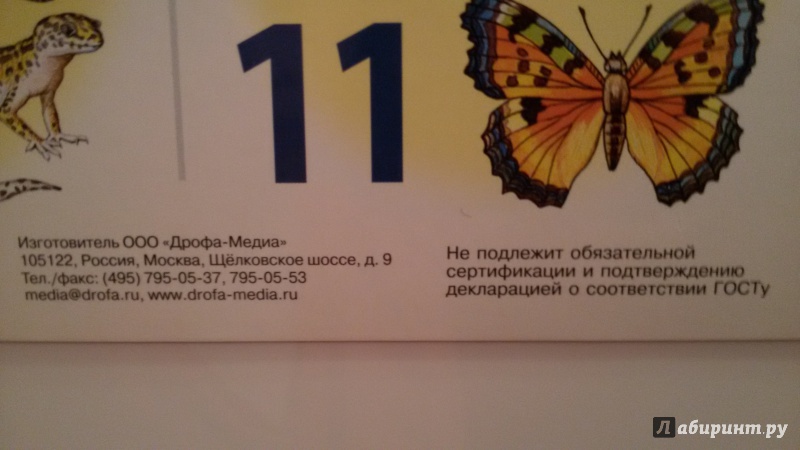 11
Изготовитель ООО «Дрофа-Медиа»
105122, Россия, Москва, Щёлковское шоссе, д. 9
Тел./факс: (495) 795-05-37, 795-05-53
media@drofa.ru, www.drofa-media.ru
Не подлежит обязательной
сертификации и подтверждению
декларацией о соответствии ГОСТу
Лабиринт.ру